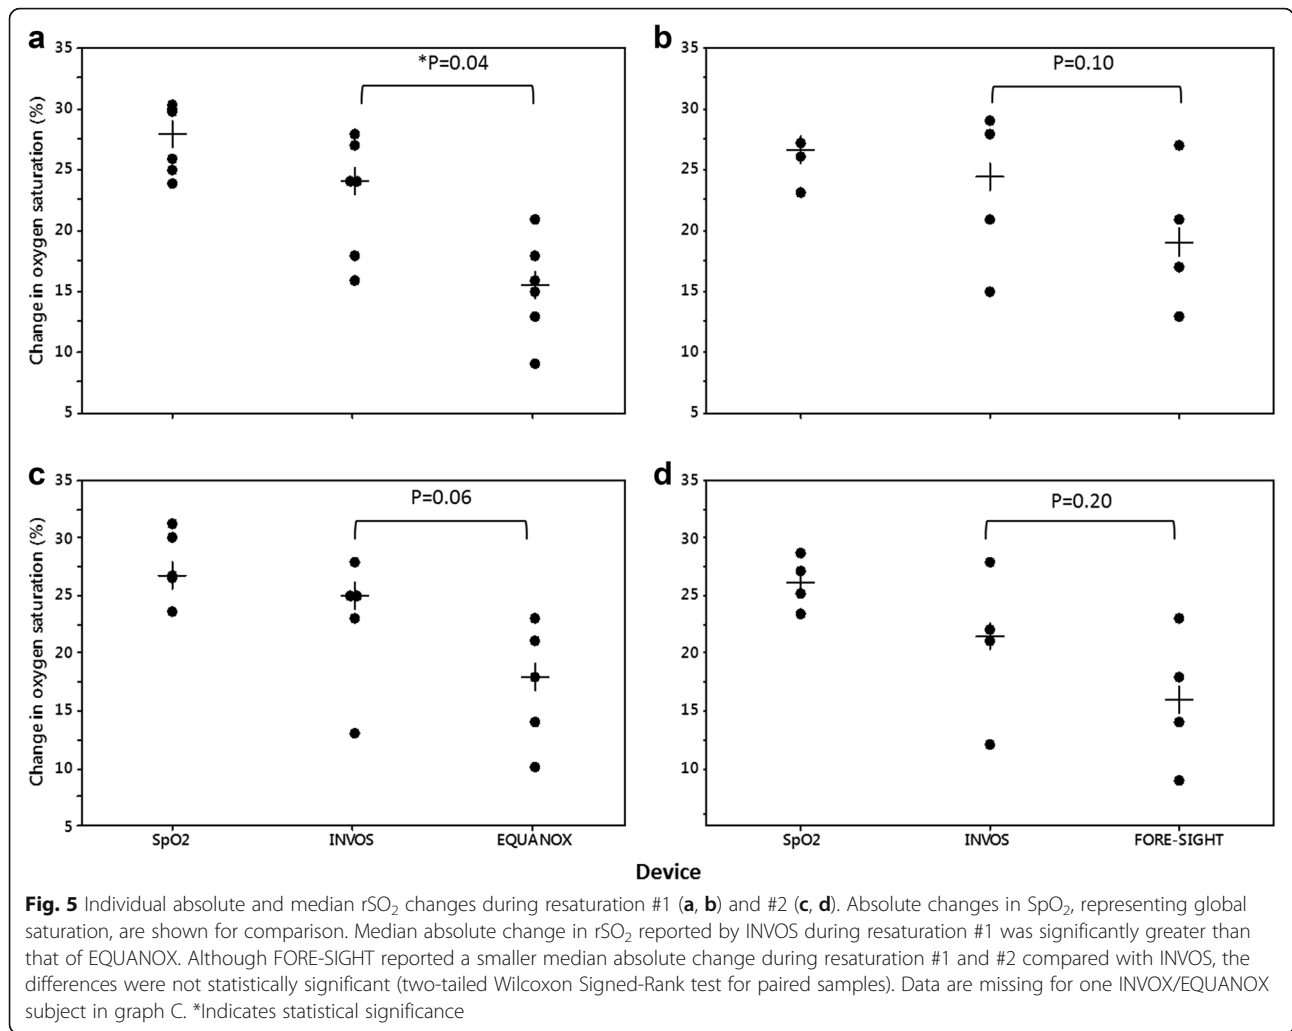 a
b
*P=0.04
P=0.10
Change in oxygen saturation (%)
35
30
25
20
15
10
5
35
30
25
20
15
10
5
c
d
P=0.06
P=0.20
Change in oxygen saturation (%)
35
30
25
20
15
10
5
35
30
25
20
15
10
SpO2 INVOS EQUANOX
SpO2 INVOS FORE-SIGHT
Device
Fig. 5 Individual absolute and median rSO₂ changes during resaturation #1 (a, b) and #2 (c, d). Absolute changes in SpO₂, representing global
saturation, are shown for comparison. Median absolute change in rSO₂ reported by INVOS during resaturation #1 was significantly greater than
that of EQUANOX. Although FORE-SIGHT reported a smaller median absolute change during resaturation #1 and #2 compared with INVOS, the
differences were not statistically significant (two-tailed Wilcoxon Signed-Rank test for paired samples). Data are missing for one INVOX/EQUANOX
subject in graph C. *Indicates statistical significance